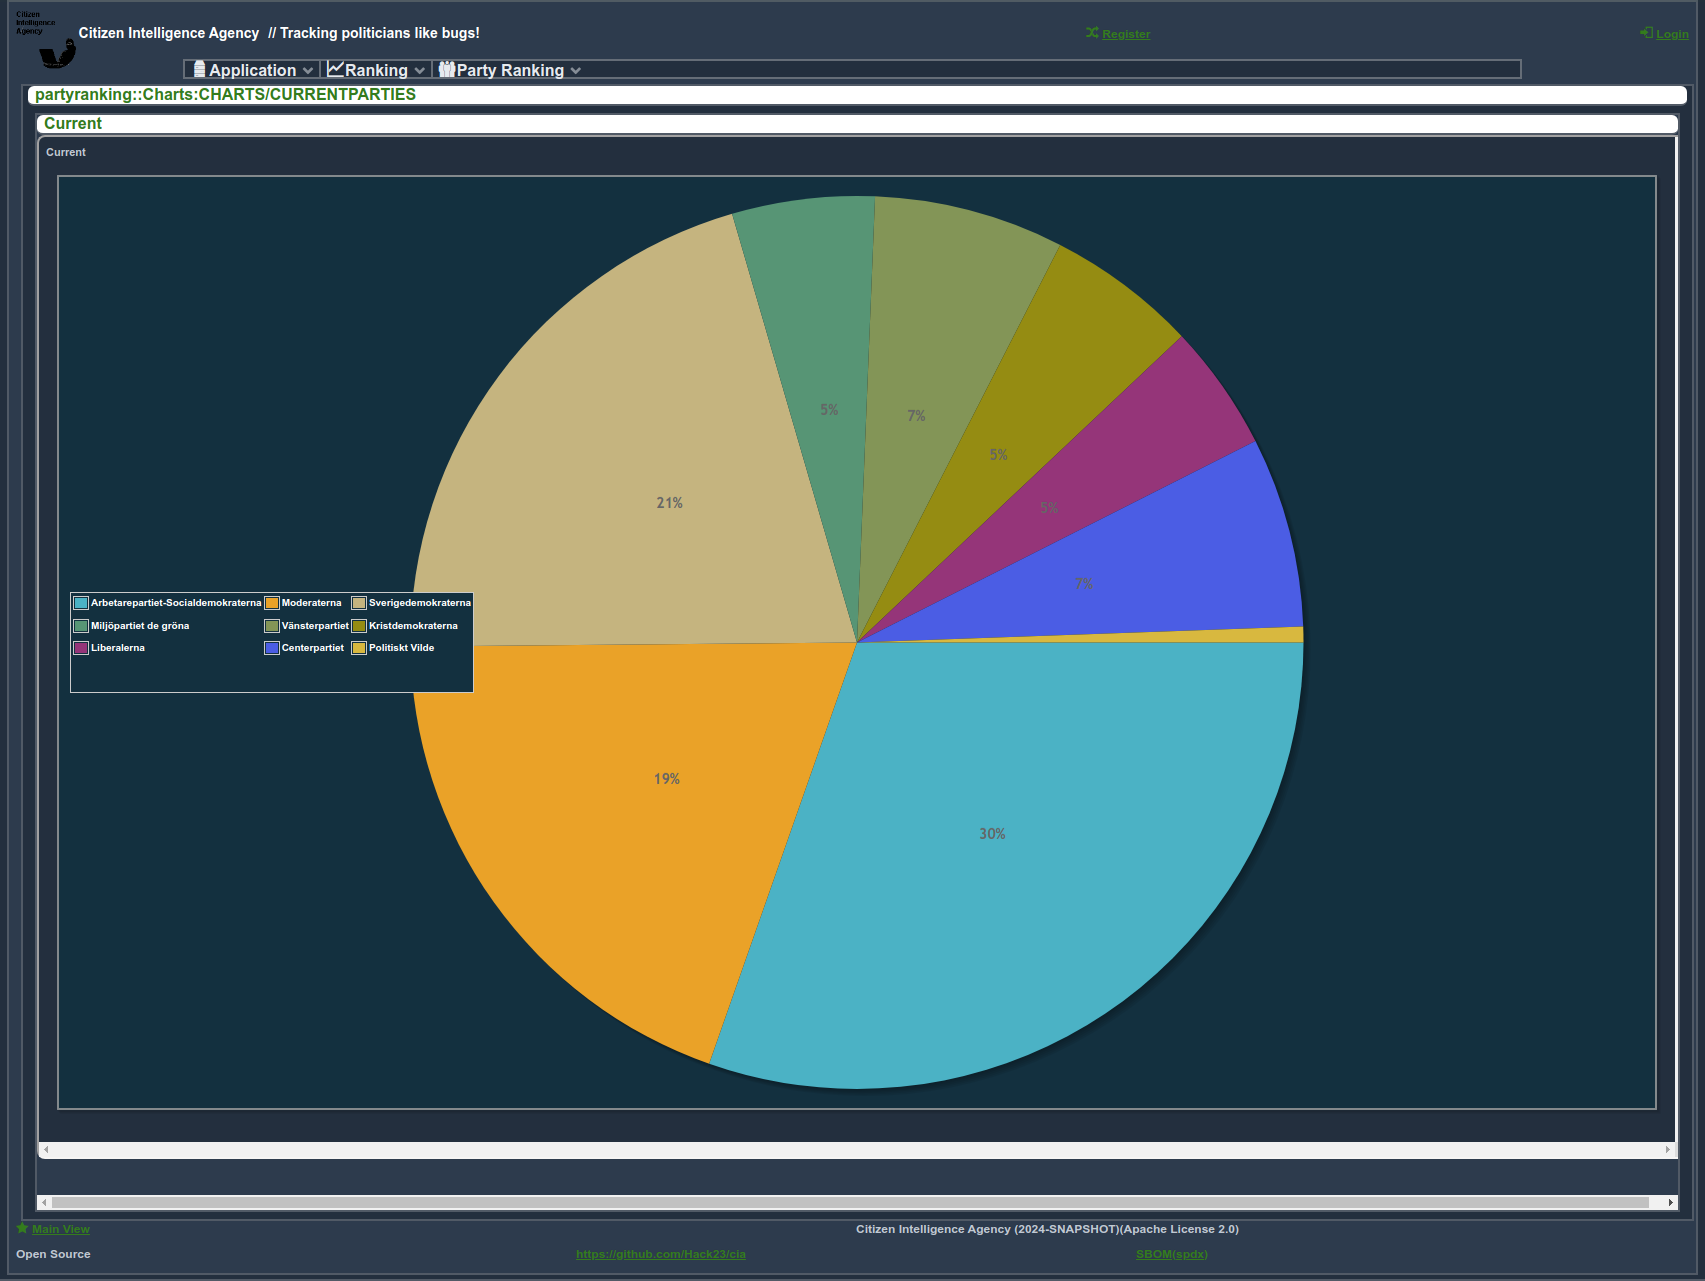 Citizen
Intelligence
Agency
Citizen Intelligence Agency // Tracking politicians like bugs!
Register
Login
Application
Ranking
Party Ranking
partyranking::Charts:CHARTS/CURRENTPARTIES
Current
Current
5%
7%
5%
21%
5%
7%
Arbetarepartiet-Socialdemokraterna Moderaterna Sverigedemokraterna
Miljöpartiet de gröna Vänsterpartiet Kristdemokraterna
Liberalerna Centerpartiet Politiskt Vilde
19%
30%
Main View
Citizen Intelligence Agency (2024-SNAPSHOT)(Apache License 2.0)
Open Source
https://github.com/Hack23/cia
SBOM(spdx)